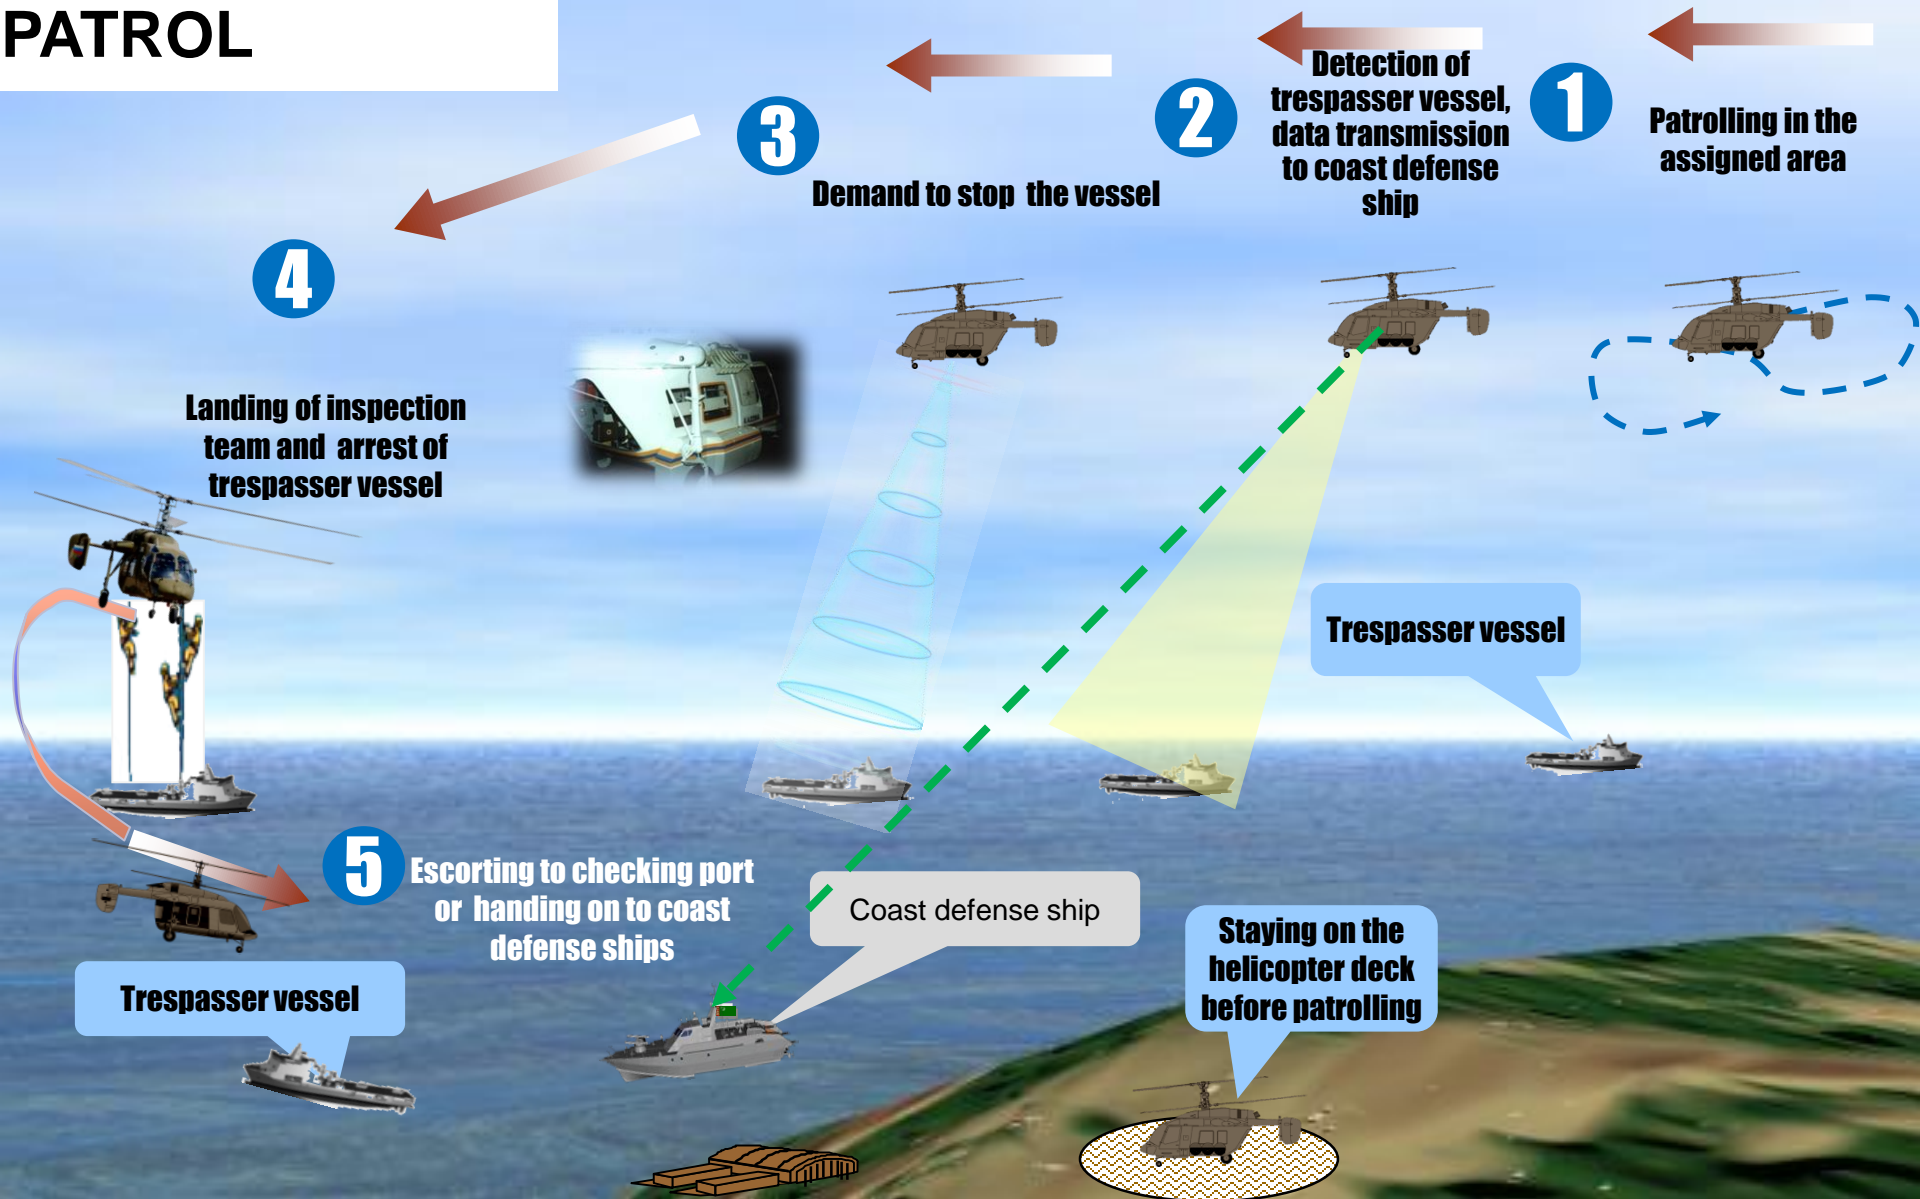 PATROL
1
Patrolling in the
assigned area
2
Detection of
trespasser vessel,
data transmission
to coast defense
ship
3
Demand to stop the vessel
4
Landing of inspection
team and arrest of
trespasser vessel
Trespasser vessel
5
Escorting to checking port
or handing on to coast
defense ships
Coast defense ship
Trespasser vessel
Staying on the
helicopter deck
before patrolling